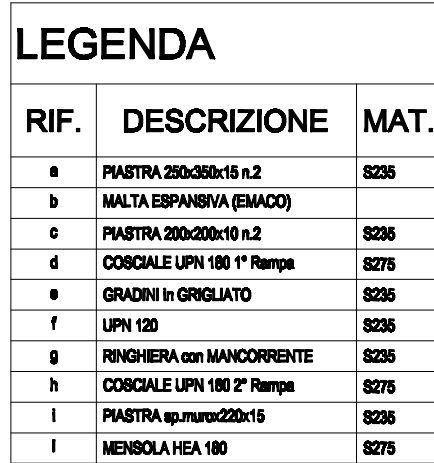 LEGENDA
RIF. DESCRIZIONE MAT.
a PIASTRA 250x350x15 n.2 S235
b MALTA ESPANSIVA (EMACO)
c PIASTRA 200x200x10 n.2 S235
d COSCIALE UPN 180 1° Rampa S275
e GRADINI in GRIGLIATO S235
f UPN 120 S235
g RINGHIERA con MANCORRENTE S235
h COSCIALE UPN 180 2° Rampa S275
i PIASTRA sp.murox220x15 S235
l MENSOLA HEA 180 S275